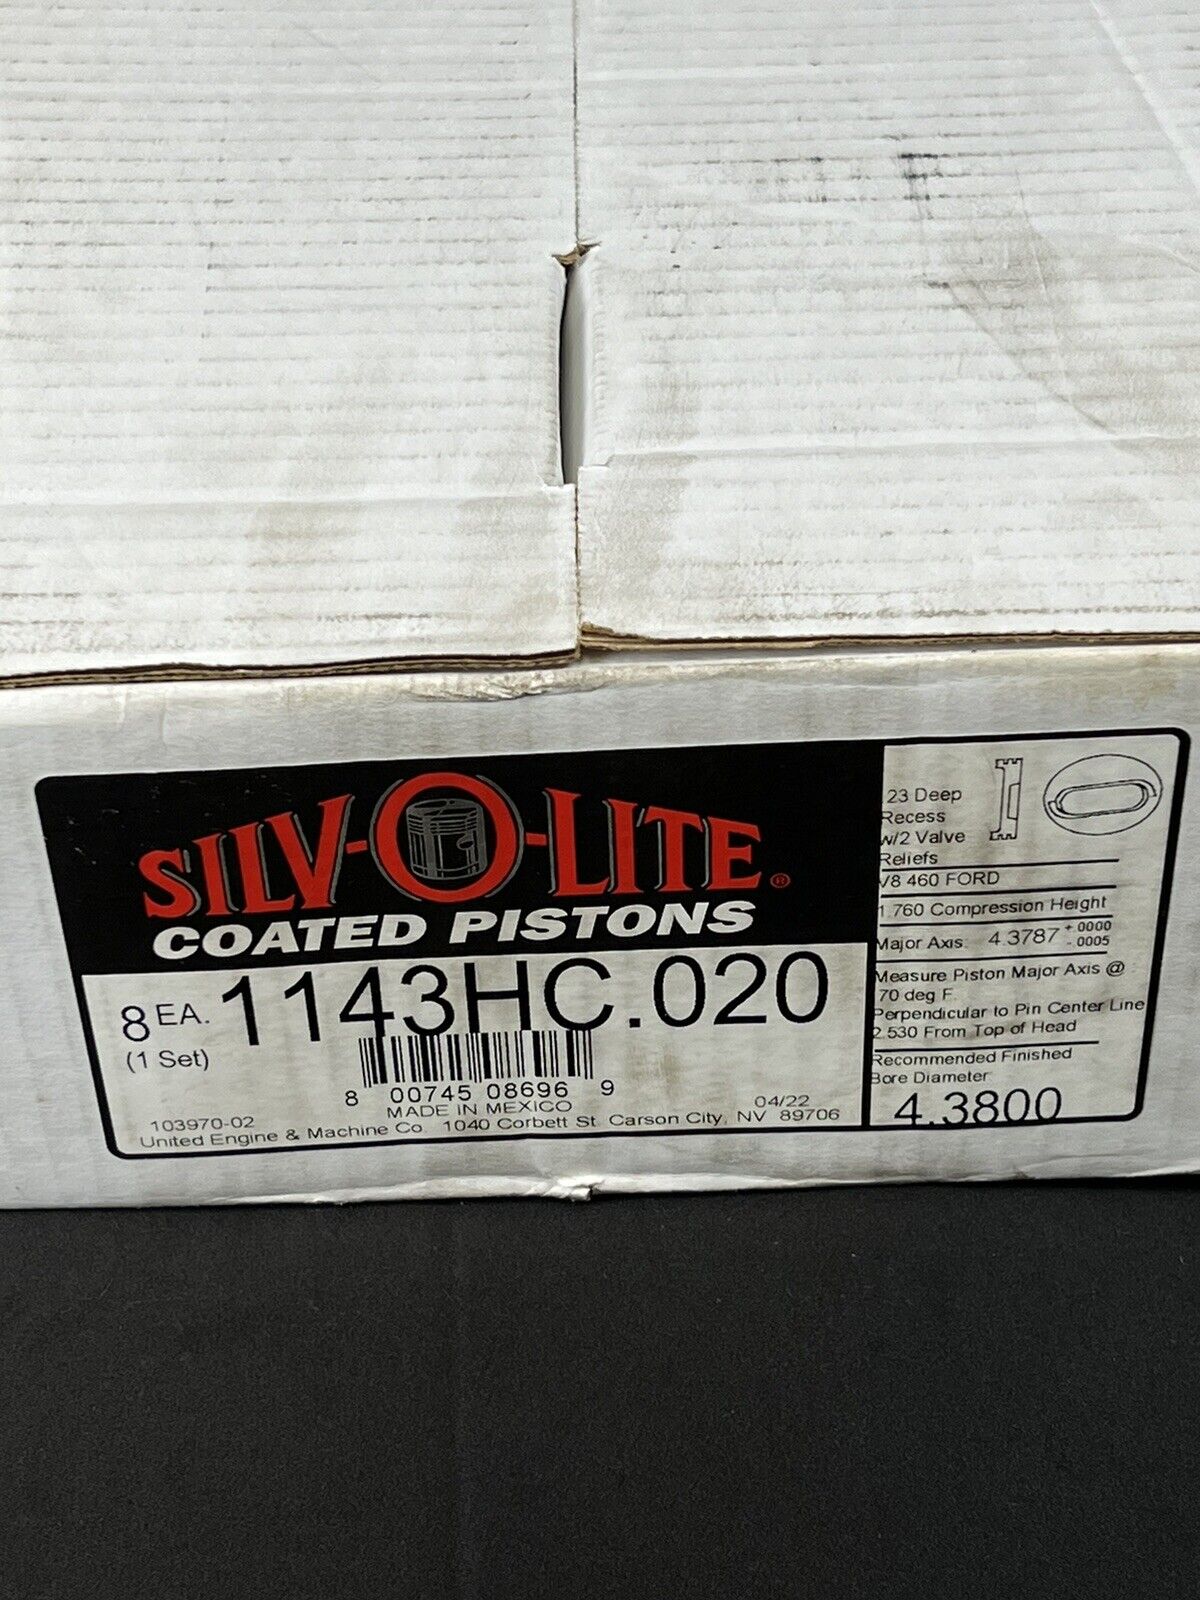 SILV-O-LITE®
COATED PISTONS
8 EA. 1143HC.020
(1 Set)
8 00745 08696 9
MADE IN MEXICO
103970-02
04/22
United Engine & Machine Co. 1040 Corbett St. Carson City, NV 89706
.23 Deep
Recess
w/2 Valve
Reliefs
V8 460 FORD
1.760 Compression Height
Major Axis: 4.3787 +.0000
-.0005
Measure Piston Major Axis @
70 deg F.
Perpendicular to Pin Center Line
2.530 From Top of Head
Recommended Finished
Bore Diameter
4.3800